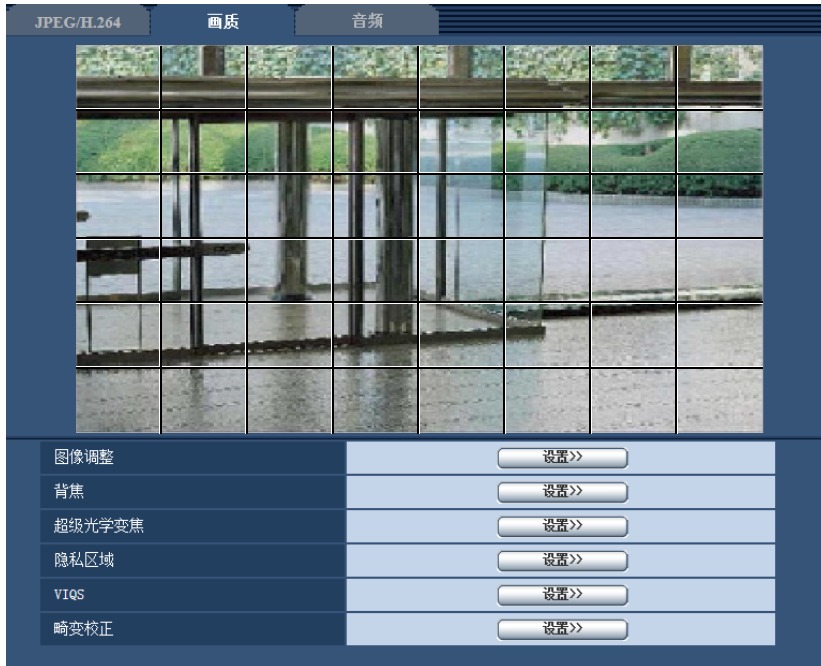 JPEG/H.264 画质 音频
图像调整 设置>>
背焦 设置>>
超级光学变焦 设置>>
隐私区域 设置>>
VIQS 设置>>
畸变校正 设置>>